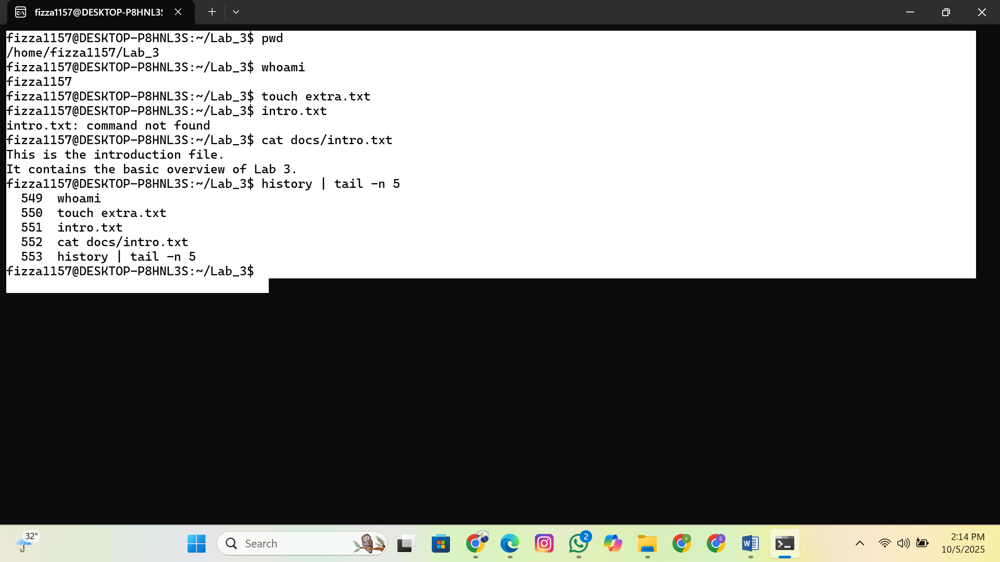 fizza1157@DESKTOP-P8HNL3S
fizza1157@DESKTOP-P8HNL3S:~/Lab_3$ pwd
/home/fizza1157/Lab_3
fizza1157@DESKTOP-P8HNL3S:~/Lab_3$ whoami
fizza1157
fizza1157@DESKTOP-P8HNL3S:~/Lab_3$ touch extra.txt
fizza1157@DESKTOP-P8HNL3S:~/Lab_3$ intro.txt
intro.txt: command not found
fizza1157@DESKTOP-P8HNL3S:~/Lab_3$ cat docs/intro.txt
This is the introduction file.
It contains the basic overview of Lab 3.
fizza1157@DESKTOP-P8HNL3S:~/Lab_3$ history | tail -n 5
549 whoami
550 touch extra.txt
551 intro.txt
552 cat docs/intro.txt
553 history | tail -n 5
fizza1157@DESKTOP-P8HNL3S:~/Lab_3$
32°
Search
2
2:14 PM
10/5/2025